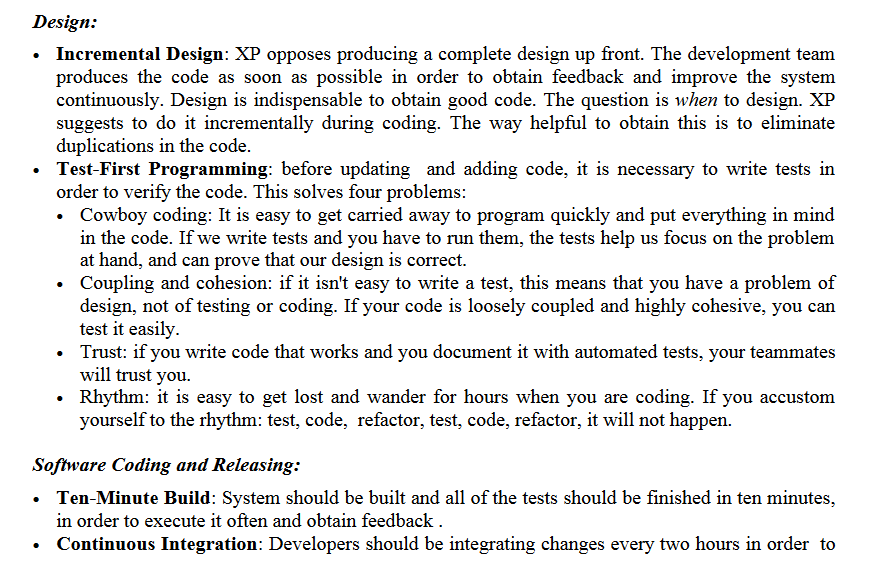 Design:
• Incremental Design: XP opposes producing a complete design up front. The development team
produces the code as soon as possible in order to obtain feedback and improve the system
continuously. Design is indispensable to obtain good code. The question is when to design. XP
suggests to do it incrementally during coding. The way helpful to obtain this is to eliminate
duplications in the code.
• Test-First Programming: before updating  and adding code, it is necessary to write tests in
order to verify the code. This solves four problems:
• Cowboy coding: It is easy to get carried away to program quickly and put everything in mind
in the code. If we write tests and you have to run them, the tests help us focus on the problem
at hand, and can prove that our design is correct.
• Coupling and cohesion: if it isn't easy to write a test, this means that you have a problem of
design, not of testing or coding. If your code is loosely coupled and highly cohesive, you can
test it easily.
• Trust: if you write code that works and you document it with automated tests, your teammates
will trust you.
• Rhythm: it is easy to get lost and wander for hours when you are coding. If you accustom
yourself to the rhythm: test, code,  refactor, test, code, refactor, it will not happen.
Software Coding and Releasing:
• Ten-Minute Build: System should be built and all of the tests should be finished in ten minutes,
in order to execute it often and obtain feedback .
• Continuous Integration: Developers should be integrating changes every two hours in order  to